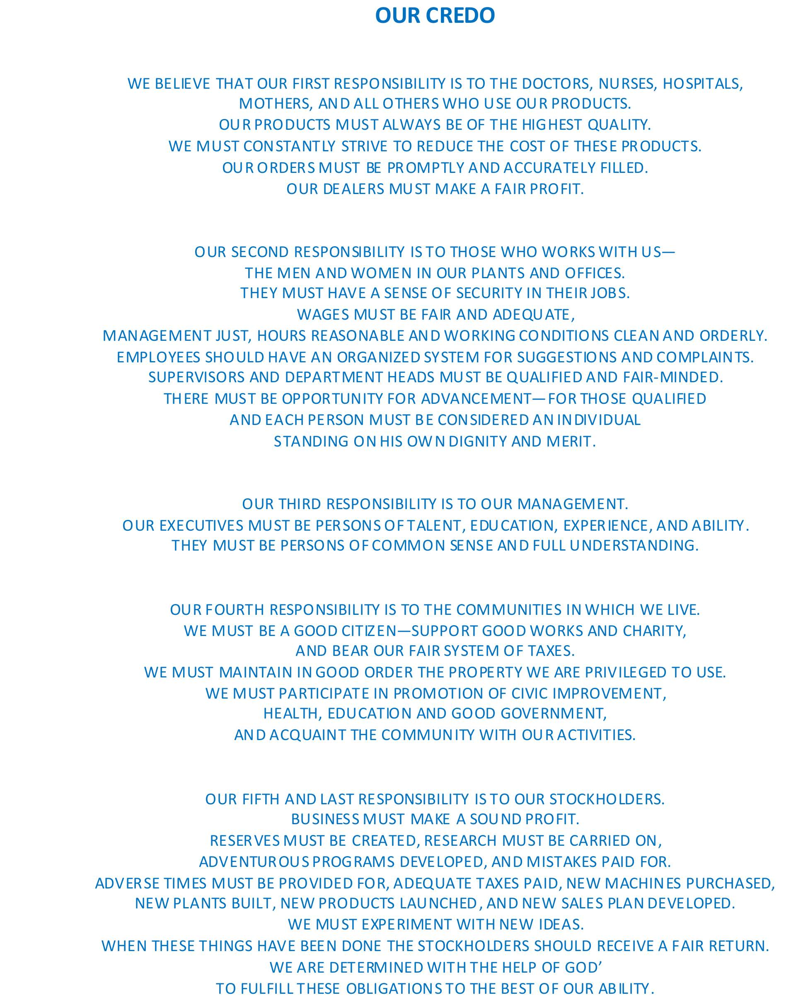 OUR CREDO
WE BELIEVE THAT OUR FIRST RESPONSIBILITY IS TO THE DOCTORS, NURSES, HOSPITALS,
MOTHERS, AND ALL OTHERS WHO USE OUR PRODUCTS.
OUR PRODUCTS MUST ALWAYS BE OF THE HIGHEST QUALITY.
WE MUST CONSTANTLY STRIVE TO REDUCE THE COST OF THESE PRODUCTS.
OUR ORDERS MUST BE PROMPTLY AND ACCURATELY FILLED.
OUR DEALERS MUST MAKE A FAIR PROFIT.
OUR SECOND RESPONSIBILITY IS TO THOSE WHO WORKS WITH US—
THE MEN AND WOMEN IN OUR PLANTS AND OFFICES.
THEY MUST HAVE A SENSE OF SECURITY IN THEIR JOBS.
WAGES MUST BE FAIR AND ADEQUATE,
MANAGEMENT JUST, HOURS REASONABLE AND WORKING CONDITIONS CLEAN AND ORDERLY.
EMPLOYEES SHOULD HAVE AN ORGANIZED SYSTEM FOR SUGGESTIONS AND COMPLAINTS.
SUPERVISORS AND DEPARTMENT HEADS MUST BE QUALIFIED AND FAIR-MINDED.
THERE MUST BE OPPORTUNITY FOR ADVANCEMENT—FOR THOSE QUALIFIED
AND EACH PERSON MUST BE CONSIDERED AN INDIVIDUAL
STANDING ON HIS OWN DIGNITY AND MERIT.
OUR THIRD RESPONSIBILITY IS TO OUR MANAGEMENT.
OUR EXECUTIVES MUST BE PERSONS OF TALENT, EDUCATION, EXPERIENCE, AND ABILITY.
THEY MUST BE PERSONS OF COMMON SENSE AND FULL UNDERSTANDING.
OUR FOURTH RESPONSIBILITY IS TO THE COMMUNITIES IN WHICH WE LIVE.
WE MUST BE A GOOD CITIZEN—SUPPORT GOOD WORKS AND CHARITY,
AND BEAR OUR FAIR SYSTEM OF TAXES.
WE MUST MAINTAIN IN GOOD ORDER THE PROPERTY WE ARE PRIVILEGED TO USE.
WE MUST PARTICIPATE IN PROMOTION OF CIVIC IMPROVEMENT,
HEALTH, EDUCATION AND GOOD GOVERNMENT,
AND ACQUAINT THE COMMUNITY WITH OUR ACTIVITIES.
OUR FIFTH AND LAST RESPONSIBILITY IS TO OUR STOCKHOLDERS.
BUSINESS MUST MAKE A SOUND PROFIT.
RESERVES MUST BE CREATED, RESEARCH MUST BE CARRIED ON,
ADVENTUROUS PROGRAMS DEVELOPED, AND MISTAKES PAID FOR.
ADVERSE TIMES MUST BE PROVIDED FOR, ADEQUATE TAXES PAID, NEW MACHINES PURCHASED,
NEW PLANTS BUILT, NEW PRODUCTS LAUNCHED, AND NEW SALES PLAN DEVELOPED.
WE MUST EXPERIMENT WITH NEW IDEAS.
WHEN THESE THINGS HAVE BEEN DONE THE STOCKHOLDERS SHOULD RECEIVE A FAIR RETURN.
WE ARE DETERMINED WITH THE HELP OF GOD’
TO FULFILL THESE OBLIGATIONS TO THE BEST OF OUR ABILITY.